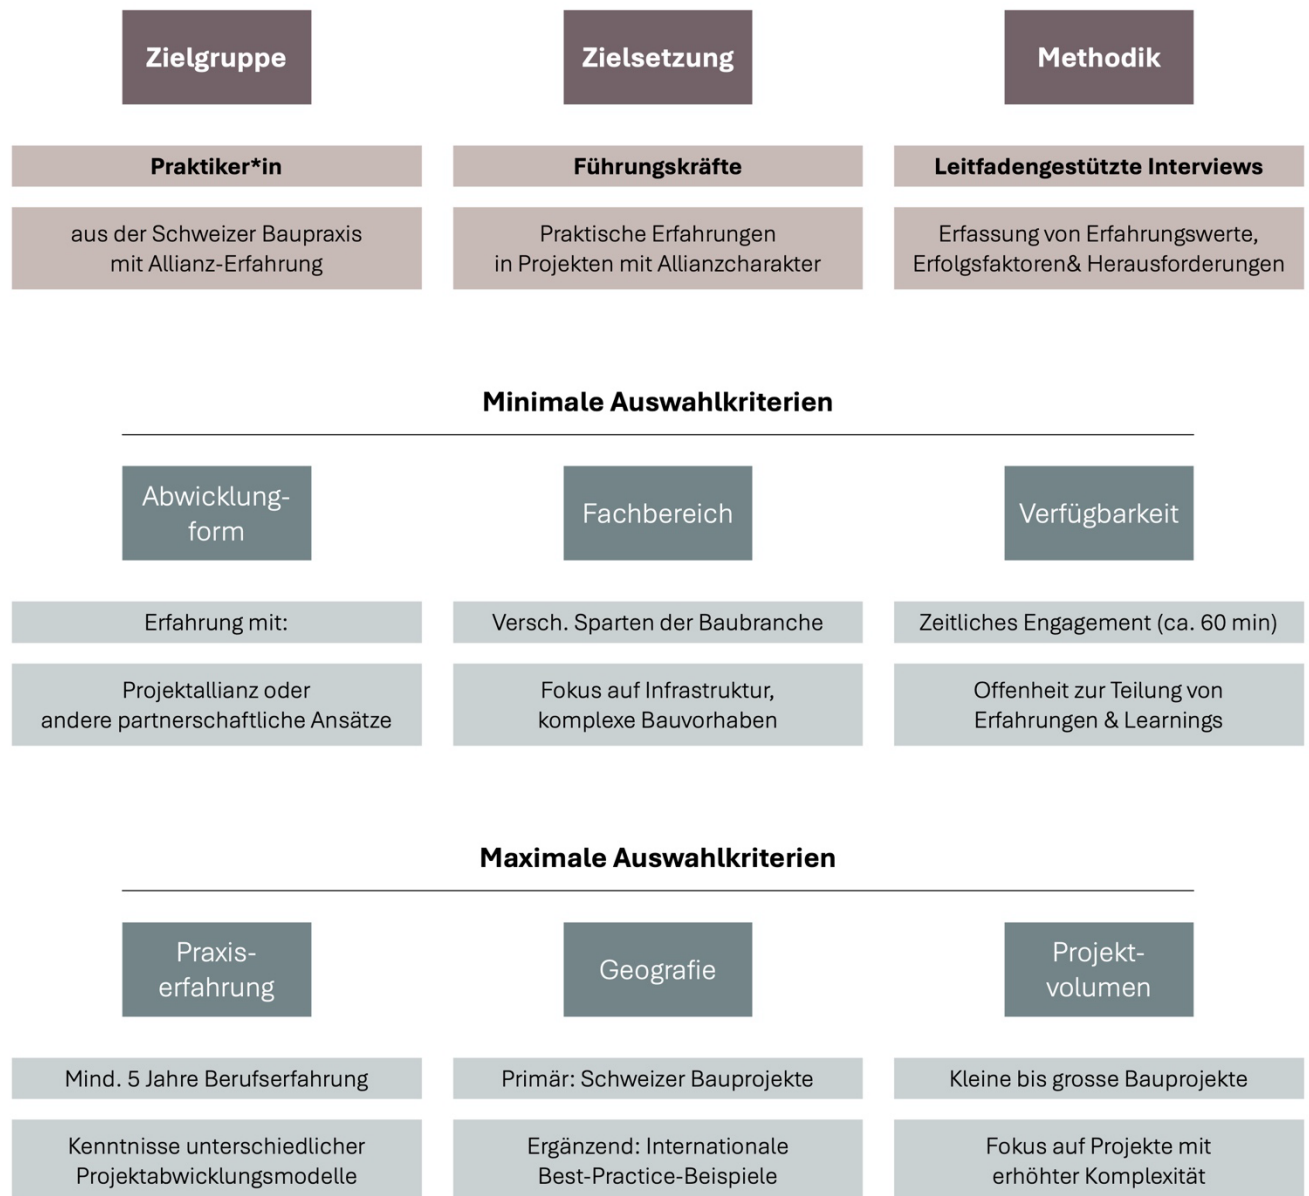 Zielgruppe
Zielsetzung
Methodik
Praktiker*in
Führungskräfte
Leitfadengestützte Interviews
aus der Schweizer Baupraxis
mit Allianz-Erfahrung
Praktische Erfahrungen
in Projekten mit Allianzcharakter
Erfassung von Erfahrungswerte,
Erfolgsfaktoren& Herausforderungen
Minimale Auswahlkriterien
Abwicklung-
form
Fachbereich
Verfügbarkeit
Erfahrung mit:
Versch. Sparten der Baubranche
Zeitliches Engagement (ca. 60 min)
Projektallianz oder
andere partnerschaftliche Ansätze
Fokus auf Infrastruktur,
komplexe Bauvorhaben
Offenheit zur Teilung von
Erfahrungen & Learnings
Maximale Auswahlkriterien
Praxis-
erfahrung
Geografie
Projekt-
volumen
Mind. 5 Jahre Berufserfahrung
Primär: Schweizer Bauprojekte
Kleine bis grosse Bauprojekte
Kenntnisse unterschiedlicher
Projektabwicklungsmodelle
Ergänzend: Internationale
Best-Practice-Beispiele
Fokus auf Projekte mit
erhöhter Komplexität